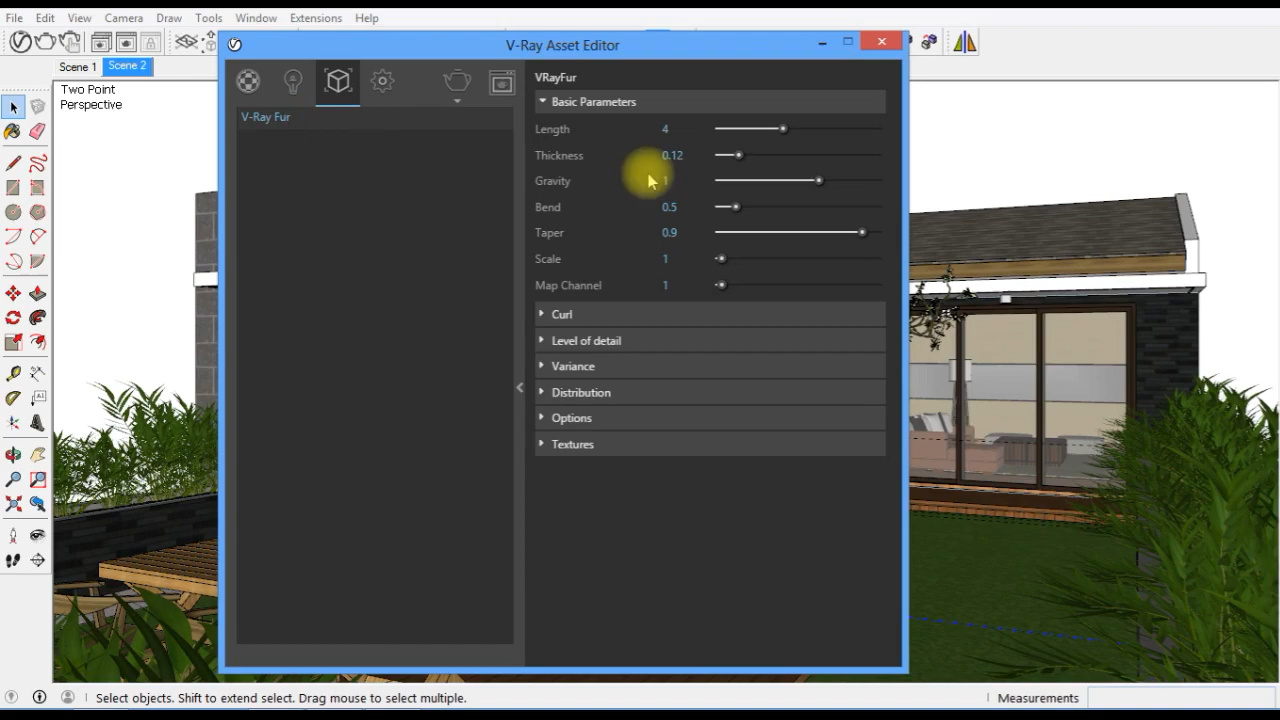 File Edit View Camera Draw Tools Window Extensions Help
V-Ray Asset Editor
Scene 1 Scene 2
Two Point
Perspective
V-Ray Fur
VRayFur
Basic Parameters
Length 4
Thickness 0.12
Gravity 1
Bend 0.5
Taper 0.9
Scale 1
Map Channel 1
Curl
Level of detail
Variance
Distribution
Options
Textures
Select objects. Shift to extend select. Drag mouse to select multiple.
Measurements